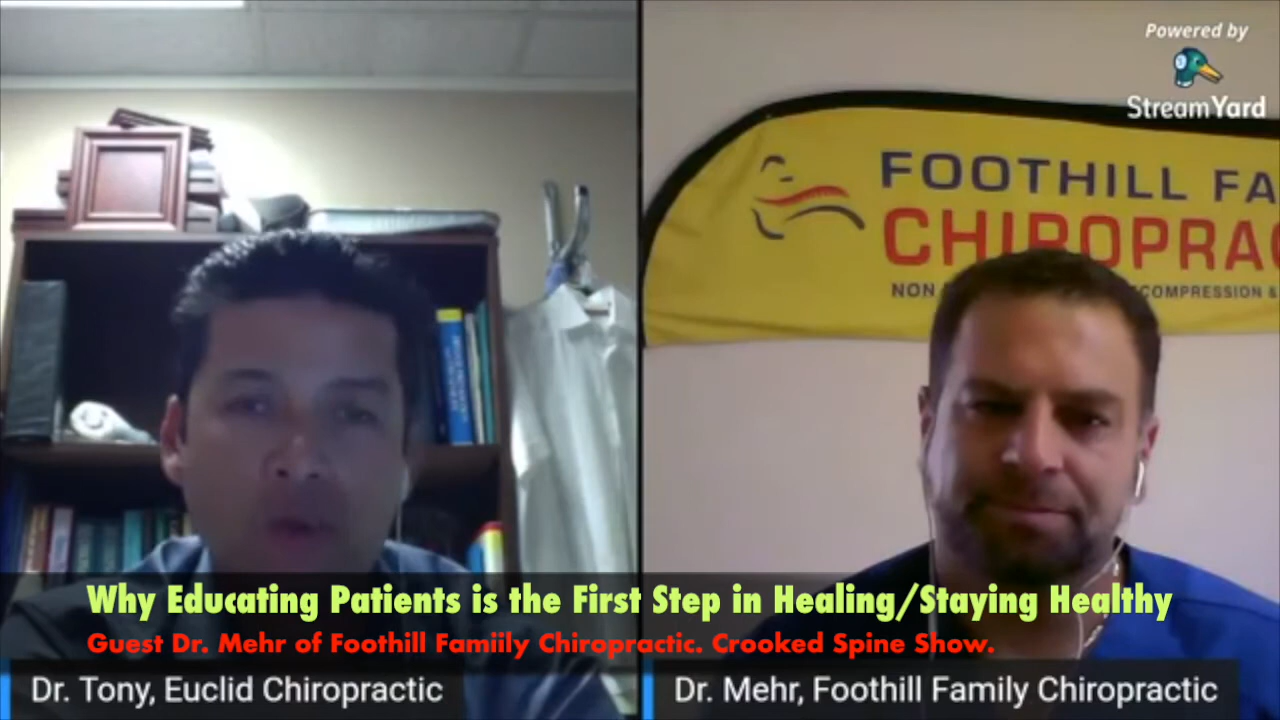 Powered by
StreamYard
FOOTHILL FA
CHIROPRAC
NON COMPRESSION &
Why Educating Patients is the First Step in Healing/Staying Healthy
Guest Dr. Mehr of Foothill Famiily Chiropractic. Crooked Spine Show.
Dr. Tony, Euclid Chiropractic
Dr. Mehr, Foothill Family Chiropractic